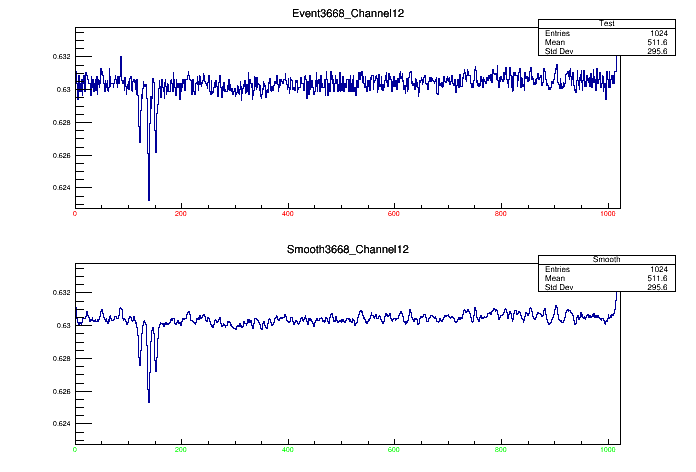 Event3668_Channel12
Test
Entries 1024
Mean 511.6
Std Dev 295.6
0.632
0.63
0.628
0.626
0.624
0 200 400 600 800 1000
Smooth3668_Channel12
Smooth
Entries 1024
Mean 511.6
Std Dev 295.6
0.632
0.63
0.628
0.626
0.624
0 200 400 600 800 1000